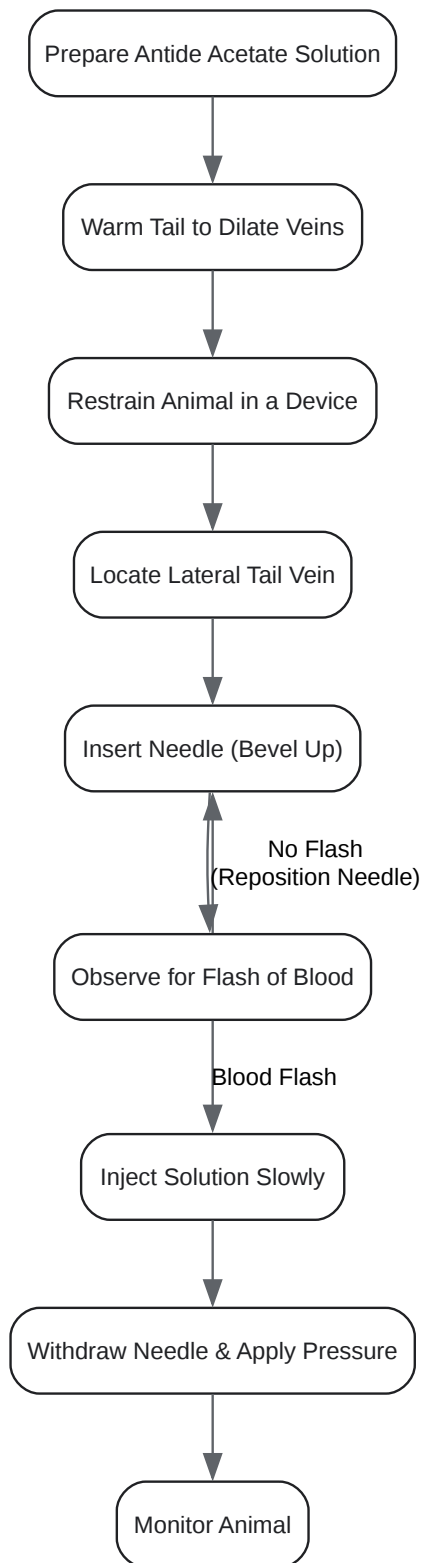 Prepare Antide Acetate Solution
Warm Tail to Dilate Veins
Restrain Animal in a Device
Locate Lateral Tail Vein
Insert Needle (Bevel Up)
No Flash
(Reposition Needle)
Observe for Flash of Blood
Blood Flash
Inject Solution Slowly
Withdraw Needle & Apply Pressure
Monitor Animal